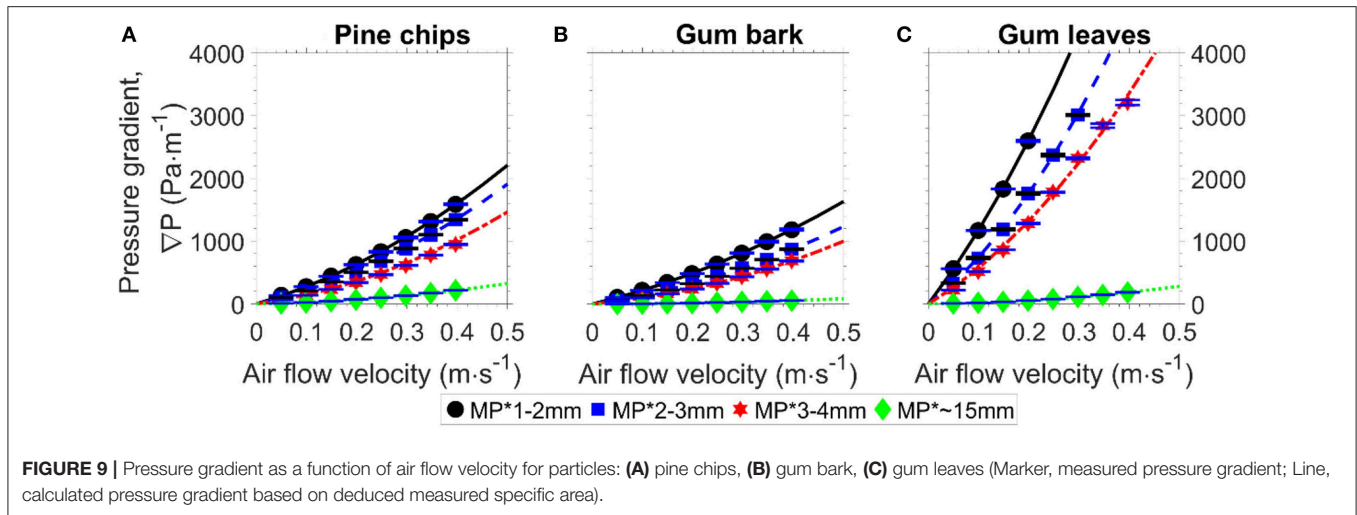 A Pine chips
B Gum bark
C Gum leaves
Pressure gradient,
∇P (Pa·m⁻¹)
4000
3000
2000
1000
0
0 0.1 0.2 0.3 0.4 0.5
0 0.1 0.2 0.3 0.4 0.5
0 0.1 0.2 0.3 0.4 0.5
4000
3000
2000
1000
0
Air flow velocity (m·s⁻¹)
Air flow velocity (m·s⁻¹)
Air flow velocity (m·s⁻¹)
MP*1-2mm MP*2-3mm MP*3-4mm MP*~15mm
FIGURE 9 | Pressure gradient as a function of air flow velocity for particles: (A) pine chips, (B) gum bark, (C) gum leaves (Marker, measured pressure gradient; Line,
calculated pressure gradient based on deduced measured specific area).